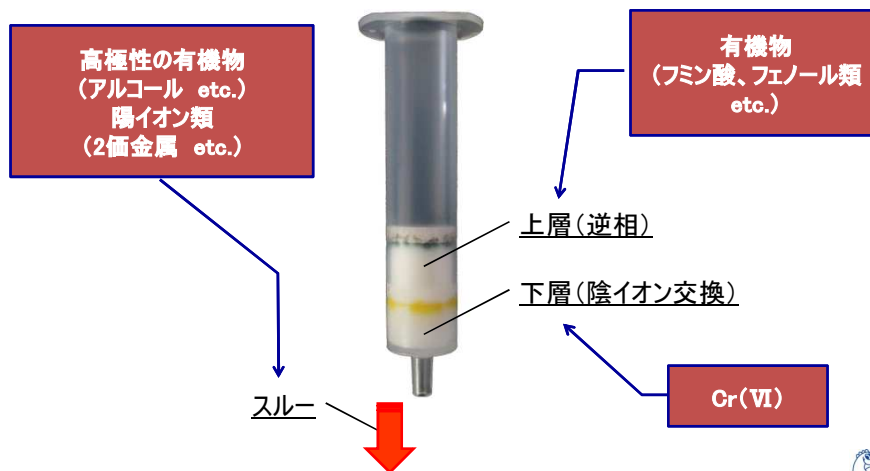 高極性の有機物
（アルコール etc.）
陽イオン類
（2価金属 etc.）
有機物
（フミン酸、フェノール類
etc.）
上層（逆相）
下層（陰イオン交換）
Cr（Ⅵ）
スルー